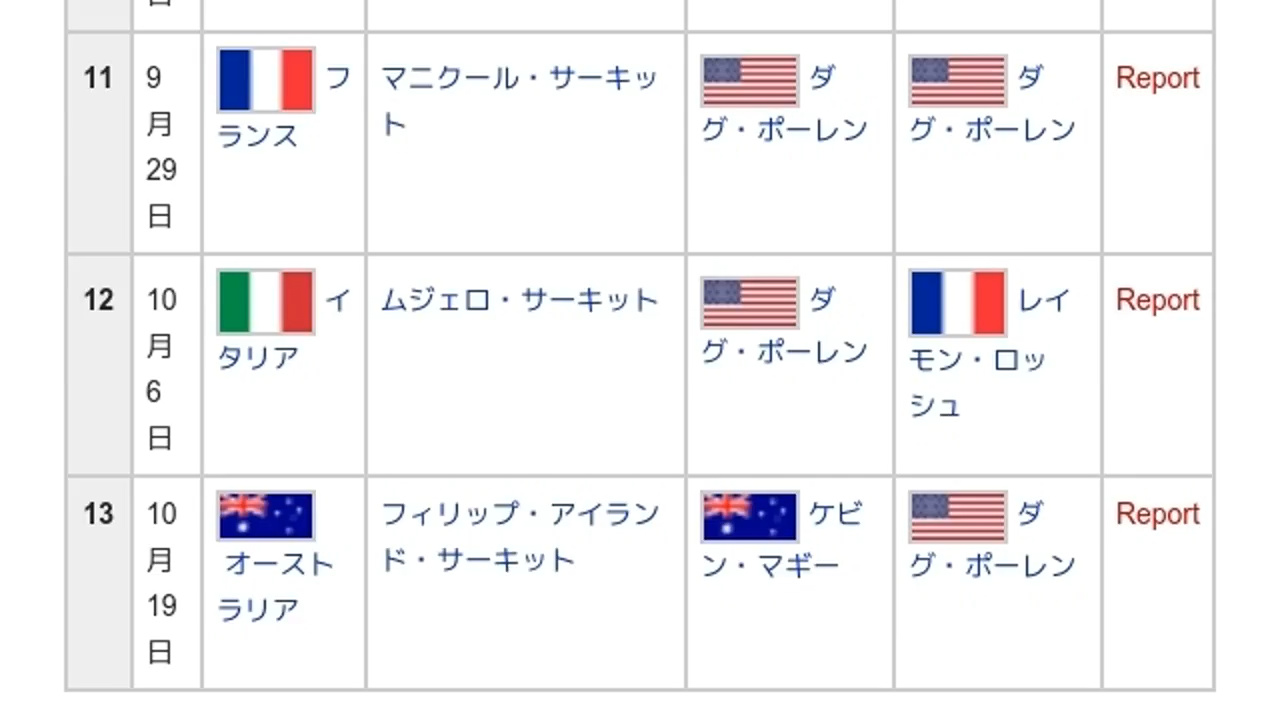 日
11
9
月
29
日
フ
ランス
マニクール・サーキッ
ト
ダ
グ・ポーレン
ダ
グ・ポーレン
Report
12
10
月
6
日
イ
タリア
ムジェロ・サーキット
ダ
グ・ポーレン
レイ
モン・ロッ
シュ
Report
13
10
月
19
日
オースト
ラリア
フィリップ・アイラン
ド・サーキット
ケビ
ン・マギー
ダ
グ・ポーレン
Report